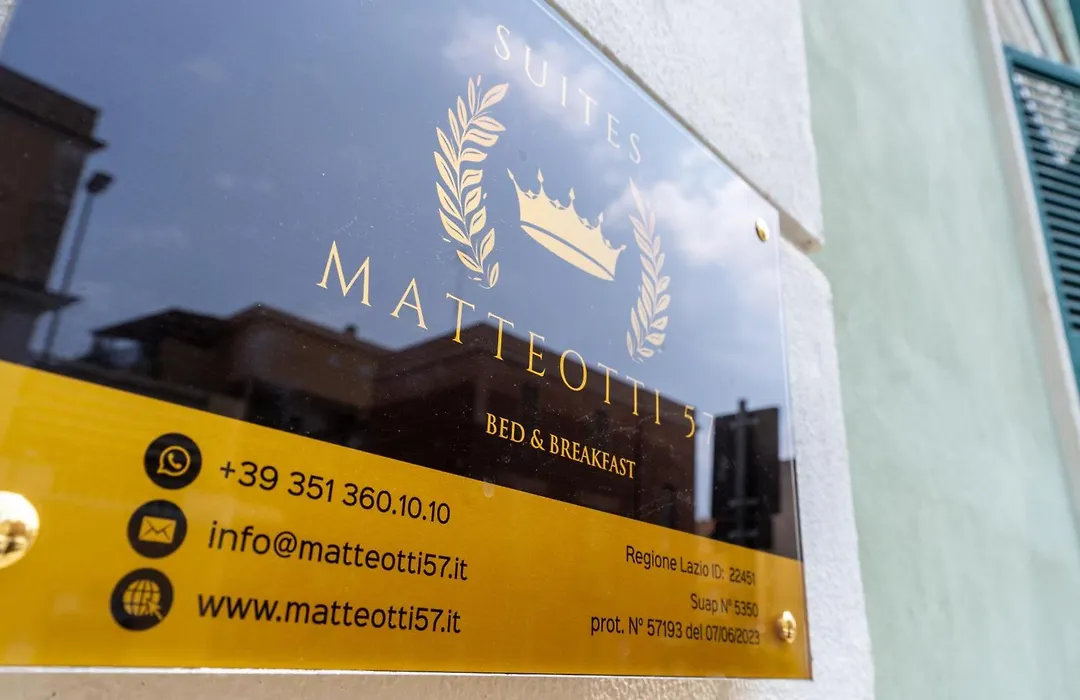 SUITES
MATTEOTTI 57
BED & BREAKFAST
+39 351 360.10.10
info@matteotti57.it
www.matteotti57.it
Regione Lazio ID: 22451
Suap N° 5350
prot. N° 57193 del 07/06/2023